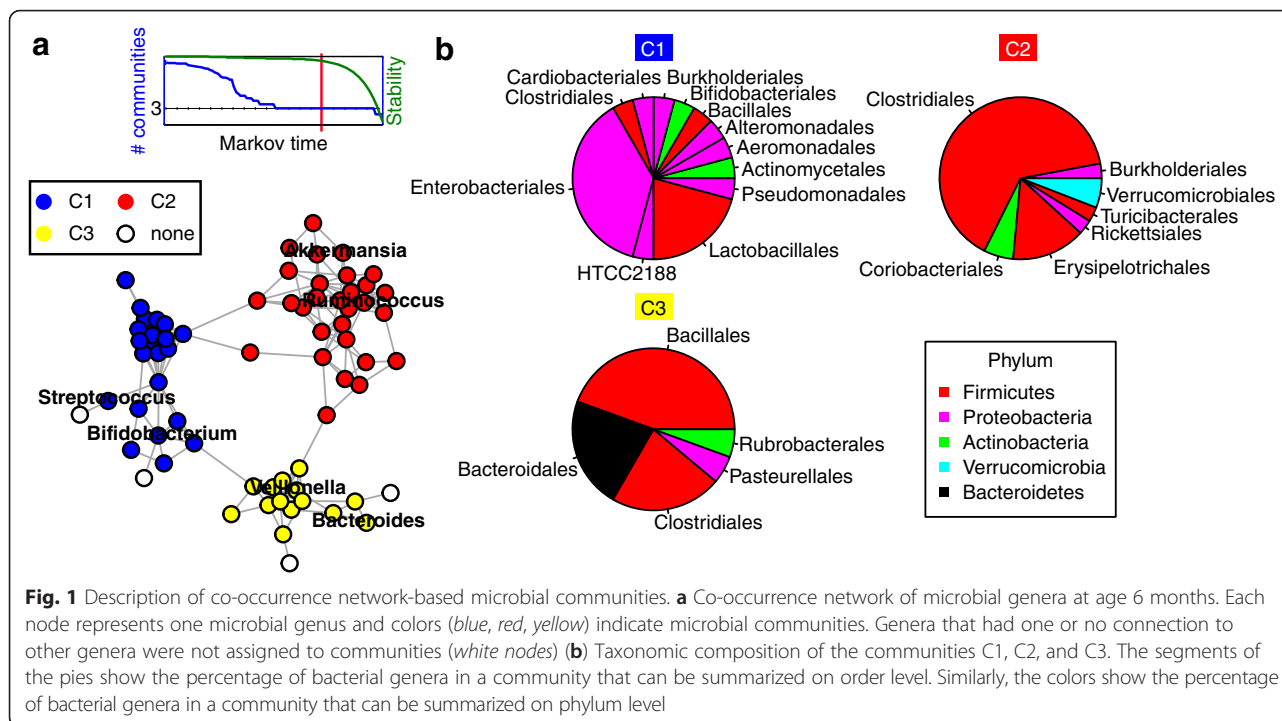 a
# communities
3
Stability
Markov time
C1
C2
C3
none
Akkermansia
Ruminococcus
Streptococcus
Bifidobacterium
Veillonella
Bacteroides
b
C1
Cardiobacteriales
Burkholderiales
Clostridiales
Bifidobacteriales
Bacillales
Alteromonadales
Aeromonadales
Actinomycetales
Enterobacteriales
Pseudomonadales
Lactobacillales
HTCC2188
C2
Clostridiales
Burkholderiales
Verrucomicrobiales
Turicibacterales
Rickettsiales
Coriobacteriales
Erysipelotrichales
C3
Bacillales
Bacteroidales
Rubrobacterales
Pasteurellales
Clostridiales
Phylum
Firmicutes
Proteobacteria
Actinobacteria
Verrucomicrobia
Bacteroidetes
Fig. 1 Description of co-occurrence network-based microbial communities. a Co-occurrence network of microbial genera at age 6 months. Each
node represents one microbial genus and colors (blue, red, yellow) indicate microbial communities. Genera that had one or no connection to
other genera were not assigned to communities (white nodes) (b) Taxonomic composition of the communities C1, C2, and C3. The segments of
the pies show the percentage of bacterial genera in a community that can be summarized on order level. Similarly, the colors show the percentage
of bacterial genera in a community that can be summarized on phylum level